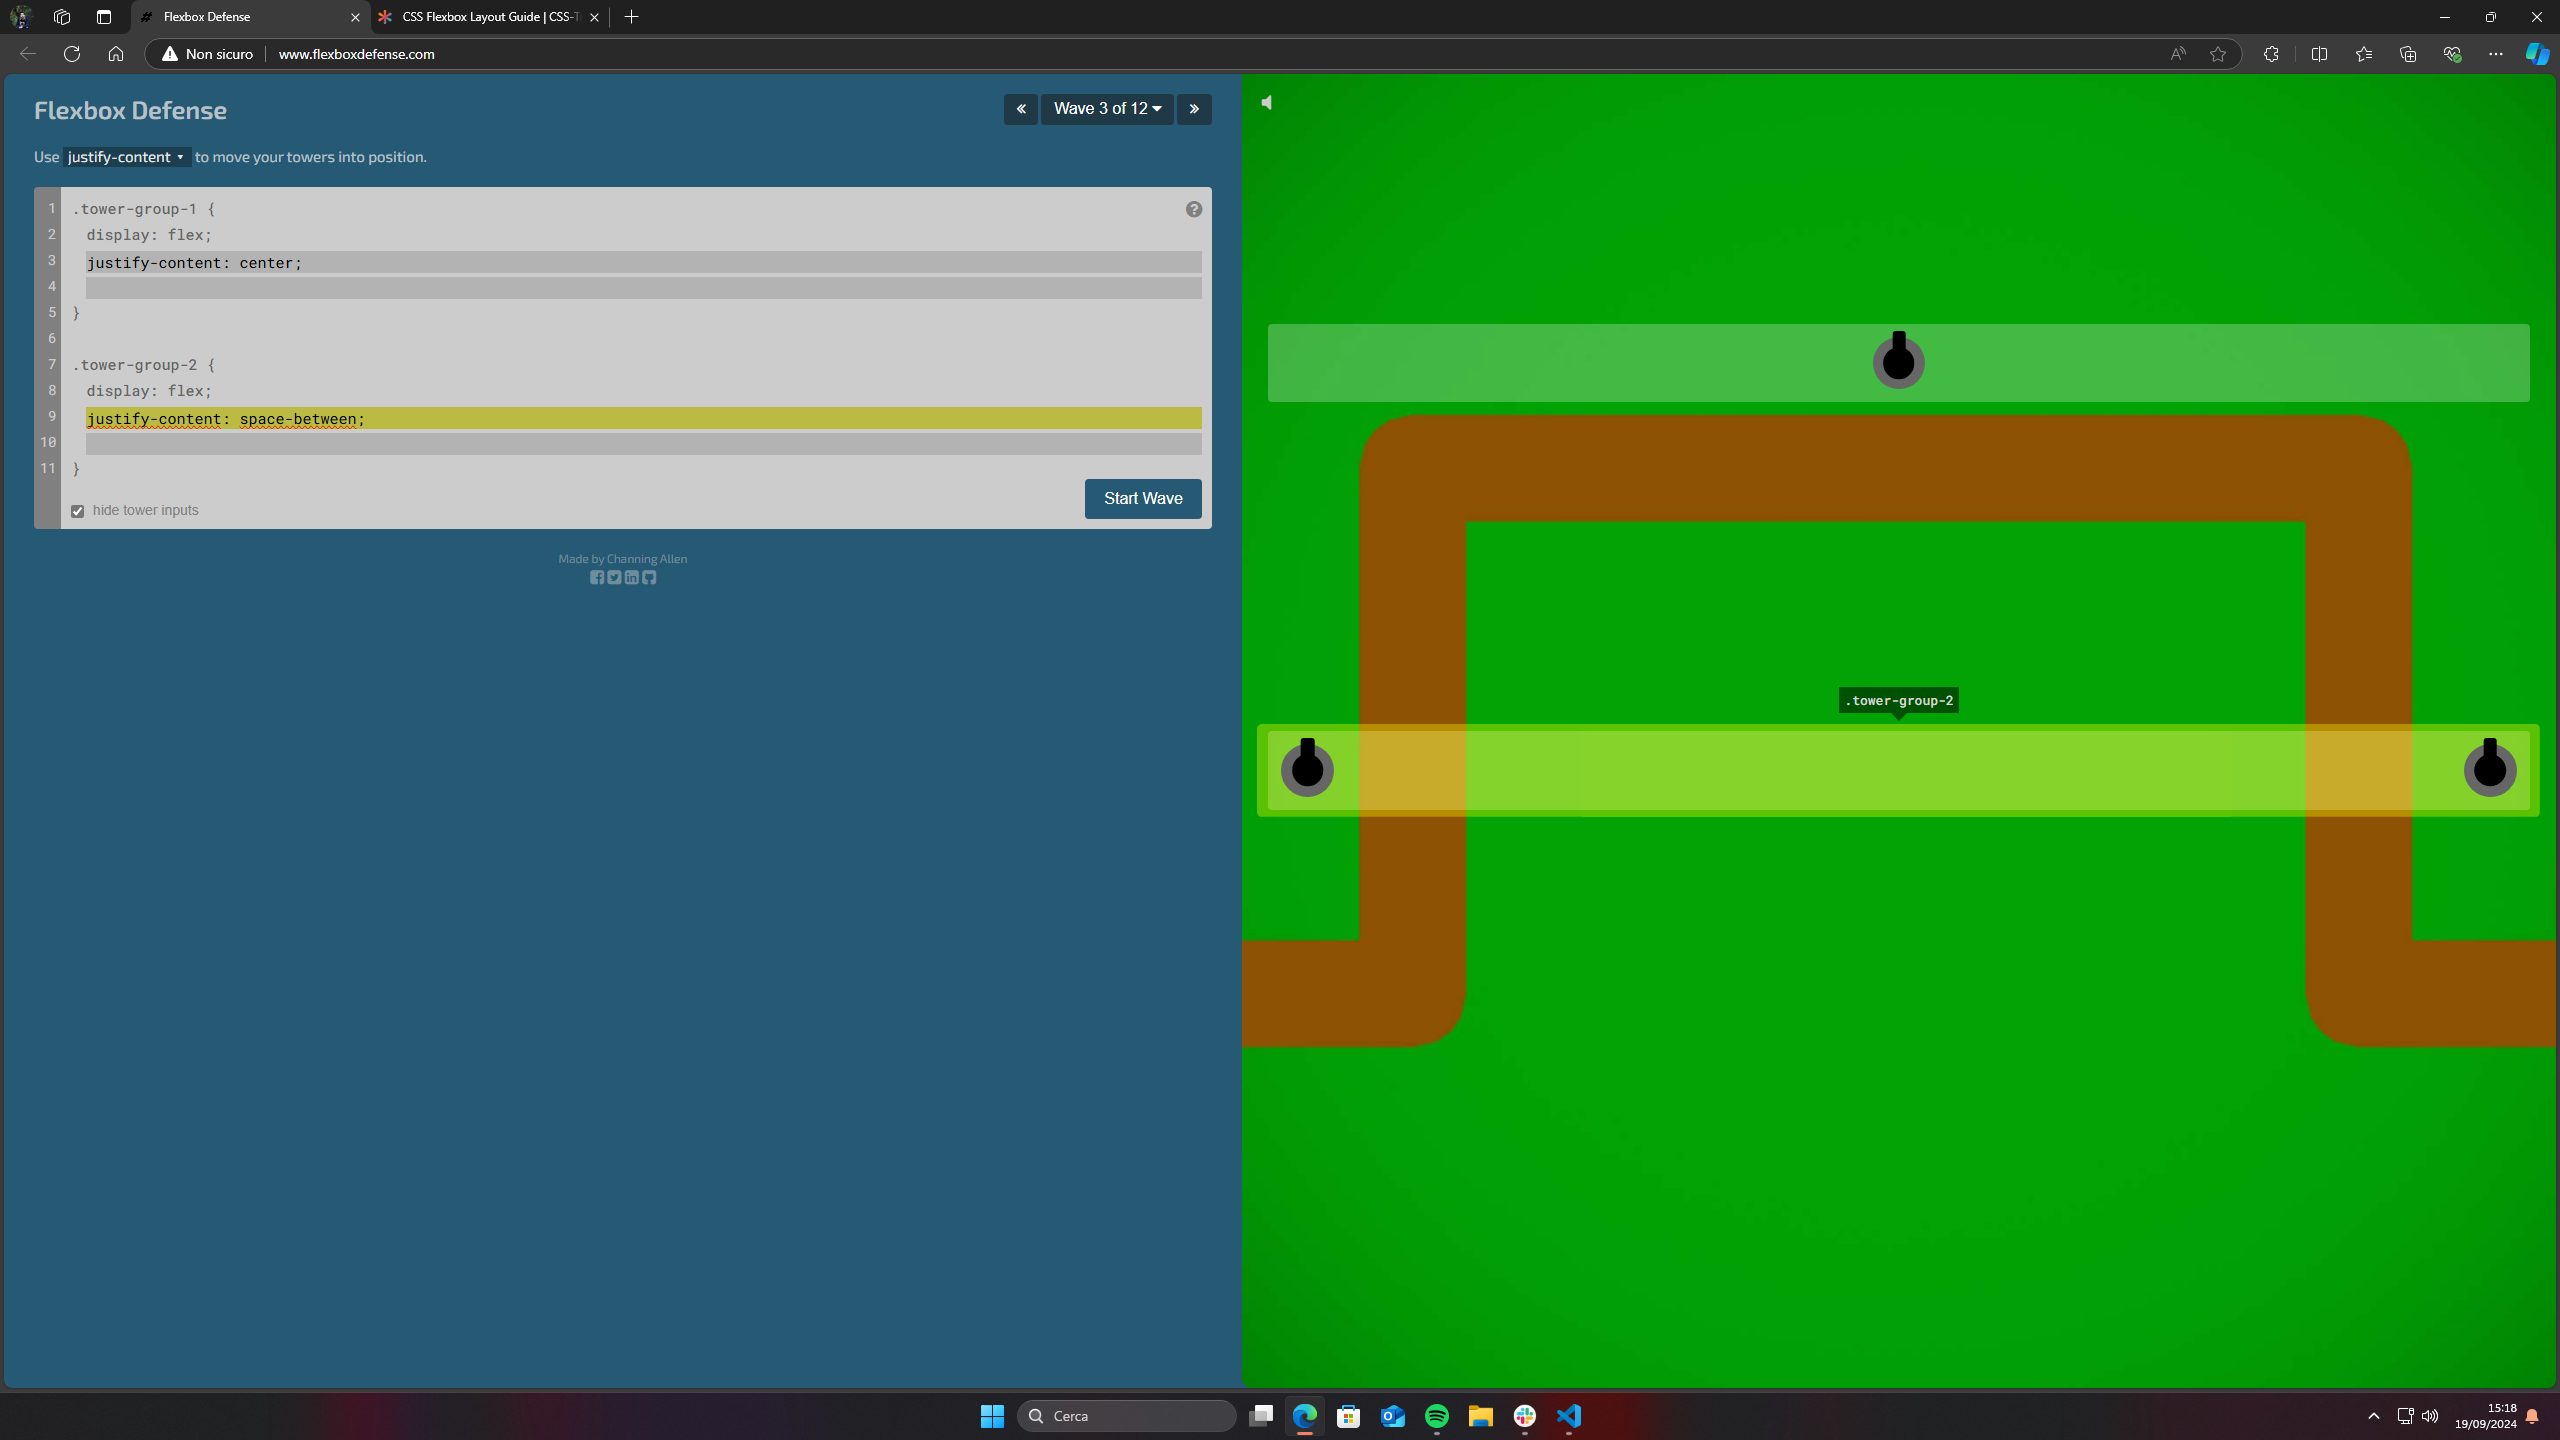 Flexbox Defense
CSS Flexbox Layout Guide | CSS-T
Non sicuro
www.flexboxdefense.com
Flexbox Defense
Wave 3 of 12
Use justify-content to move your towers into position.
1 .tower-group-1 {
2 display: flex;
3 justify-content: center;
4
5 }
6
7 .tower-group-2 {
8 display: flex;
9 justify-content: space-between;
10
11 }
hide tower inputs
Start Wave
Made by Channing Allen
.tower-group-2
Cerca
15:18
19/09/2024